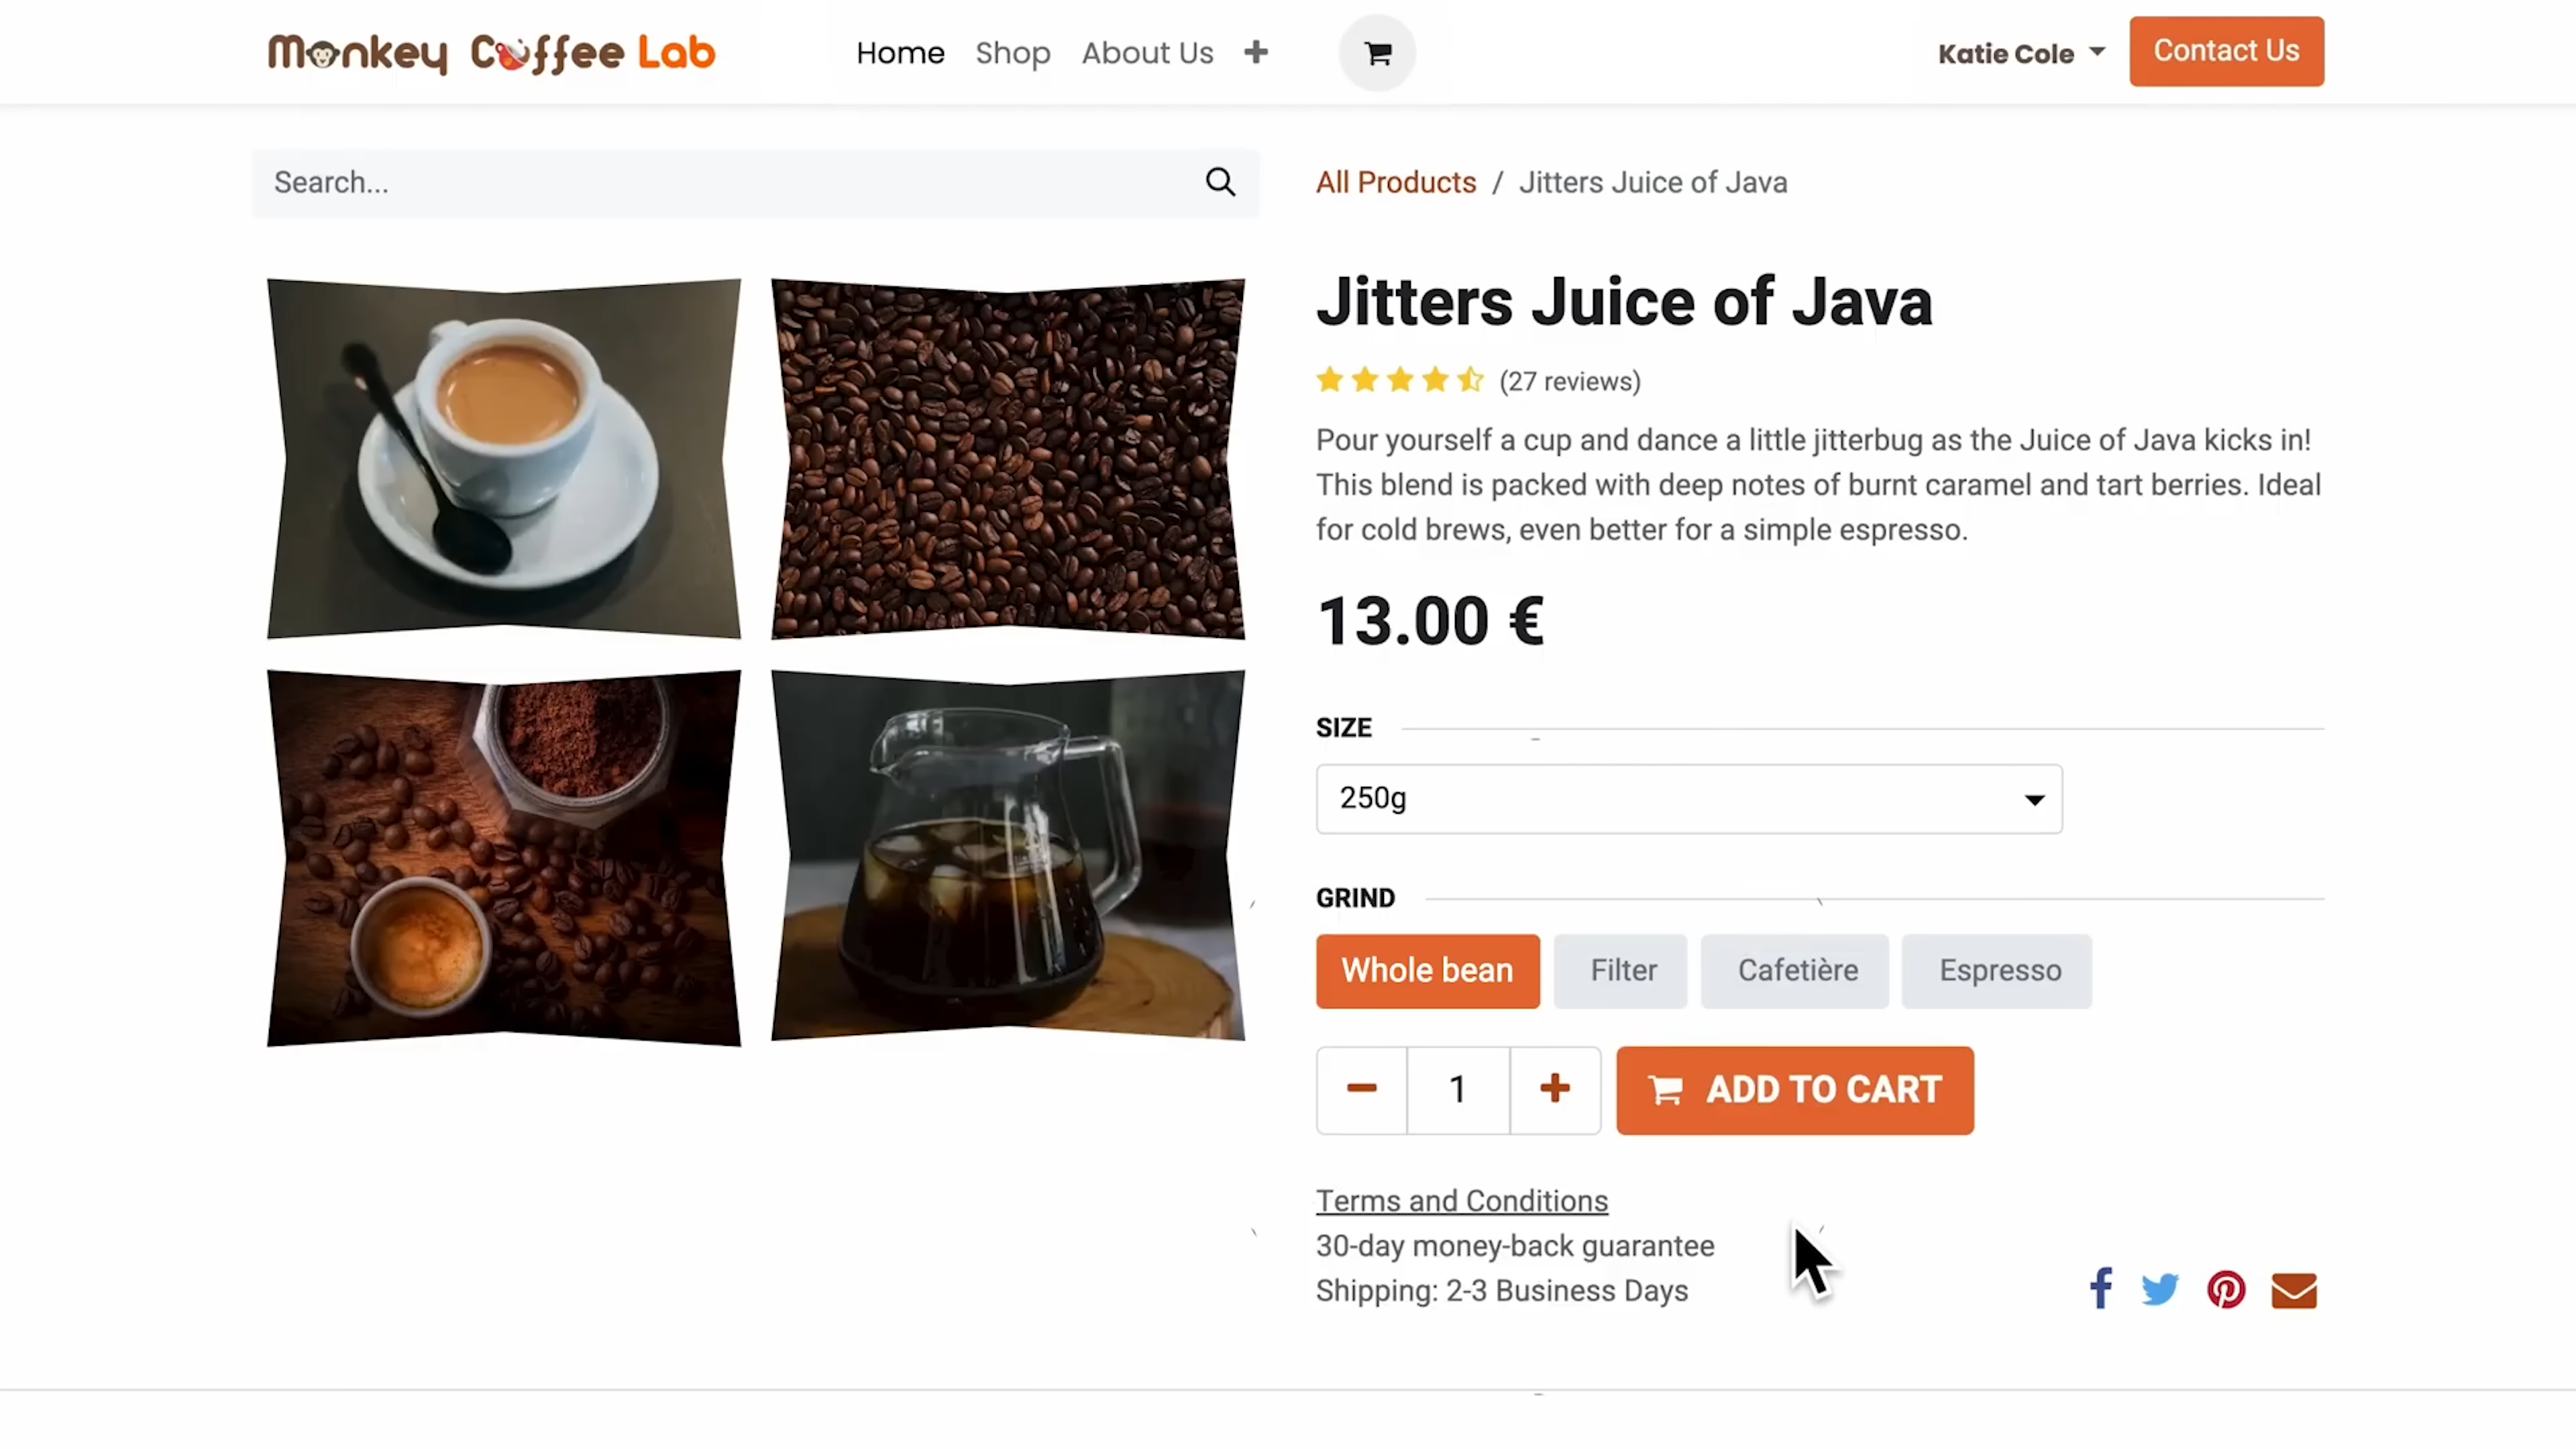 Monkey Coffee Lab
Home Shop About Us
Katie Cole
Contact Us
Search...
All Products / Jitters Juice of Java
Jitters Juice of Java
(27 reviews)
Pour yourself a cup and dance a little jitterbug as the Juice of Java kicks in!
This blend is packed with deep notes of burnt caramel and tart berries. Ideal
for cold brews, even better for a simple espresso.
13.00 €
SIZE
250g
GRIND
Whole bean Filter Cafetière Espresso
1
ADD TO CART
Terms and Conditions
30-day money-back guarantee
Shipping: 2-3 Business Days